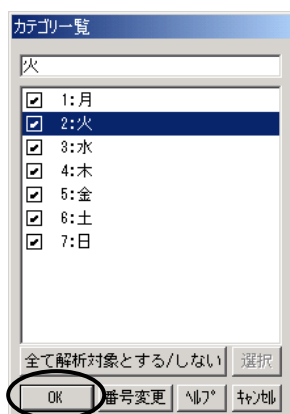 カテゴリ一覧
火
1:月
2:火
3:水
4:木
5:金
6:土
7:日
全て解析対象とする/しない 選択
OK 番号変更 ﾍﾙﾌﾟ ｷｬﾝｾﾙ